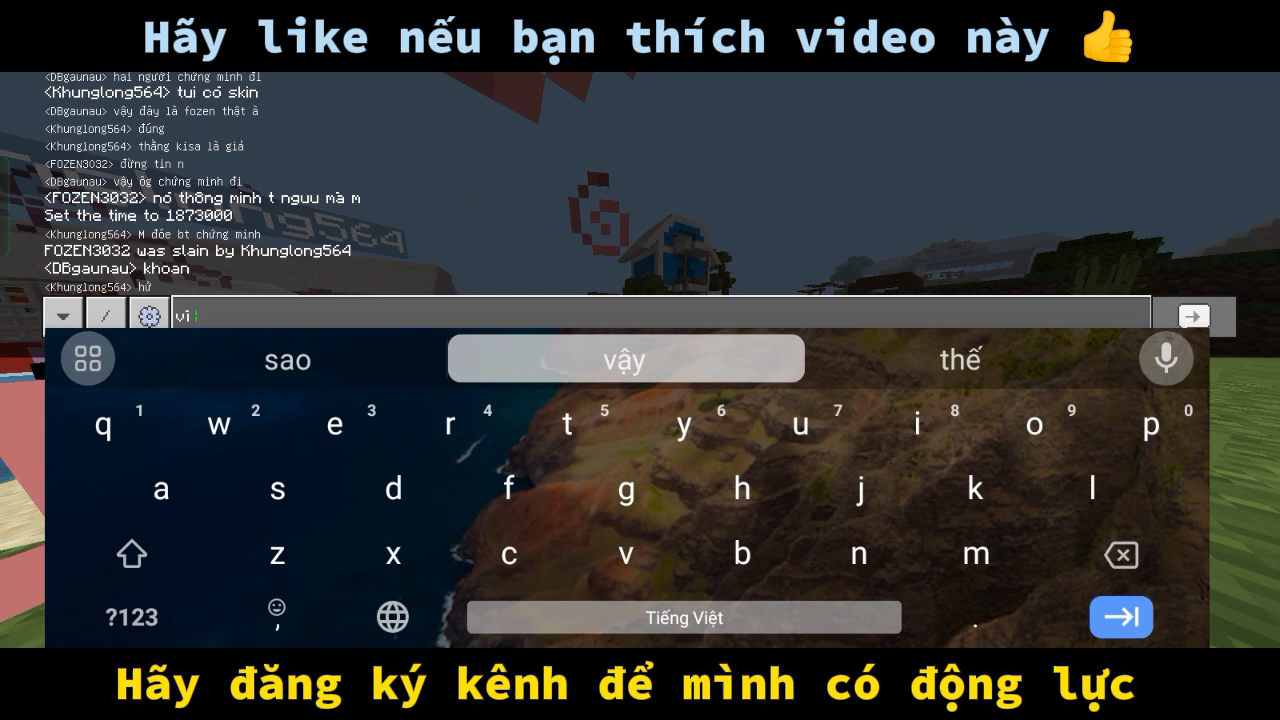 Hãy like nếu bạn thích video này 👍
<DBgaunau> hai người chứng minh đi
<Khunglong564> tui có skin
<DBgaunau> vậy đây là fozen thật à
<Khunglong564> đúng
<Khunglong564> thằng kisa là giả
<FOZEN3032> đừng tin n
<DBgaunau> vậy ôg chứng minh đi
<FOZEN3032> nó thông minh t nguu mà m
Set the time to 1873000
<Khunglong564> M đóe bt chứng minh
FOZEN3032 was slain by Khunglong564
<DBgaunau> khoan
<Khunglong564> hử
ng564
/ vi
sao vậy thế
q 1 w 2 e 3 r 4 t 5 y 6 u 7 i 8 o 9 p 0
a s d f g h j k l
z x c v b n m
?123 , Tiếng Việt .
Hãy đăng ký kênh để mình có động lực